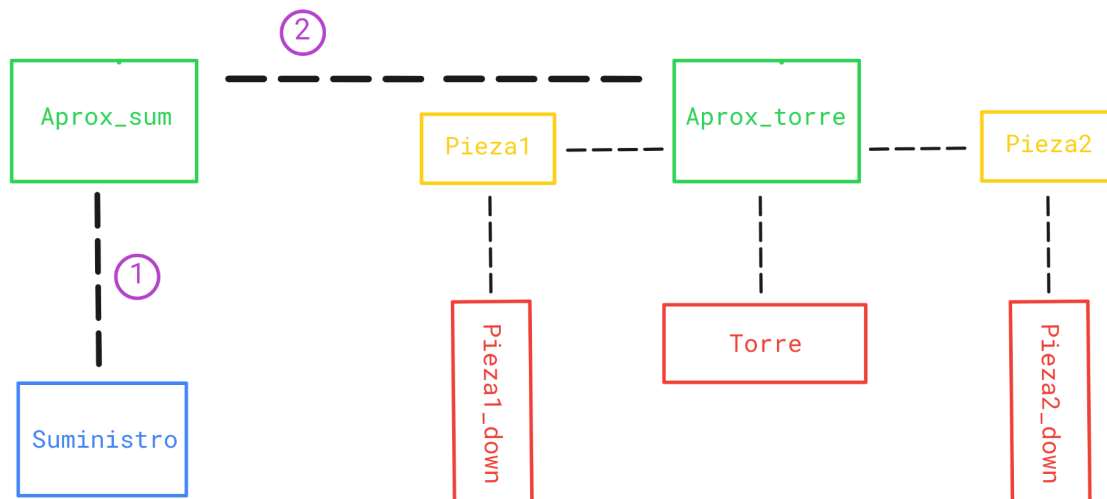 2
Aprox_sum
Aprox_torre
Pieza1
Pieza2
1
Torre
Pieza1_down
Pieza2_down
Suministro